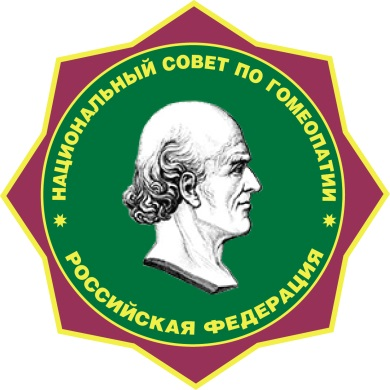 НАЦИОНАЛЬНЫЙ СОВЕТ ПО ГОМЕОПАТИИ
РОССИЙСКАЯ ФЕДЕРАЦИЯ